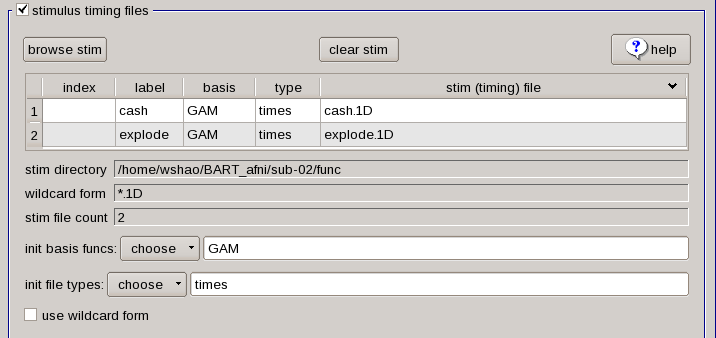 stimulus timing files
browse stim clear stim ? help
index label basis type stim (timing) file
1 cash GAM times cash.1D
2 explode GAM times explode.1D
stim directory /home/wshao/BART_afni/sub-02/func
wildcard form *.1D
stim file count 2
init basis funcs: choose GAM
init file types: choose times
use wildcard form